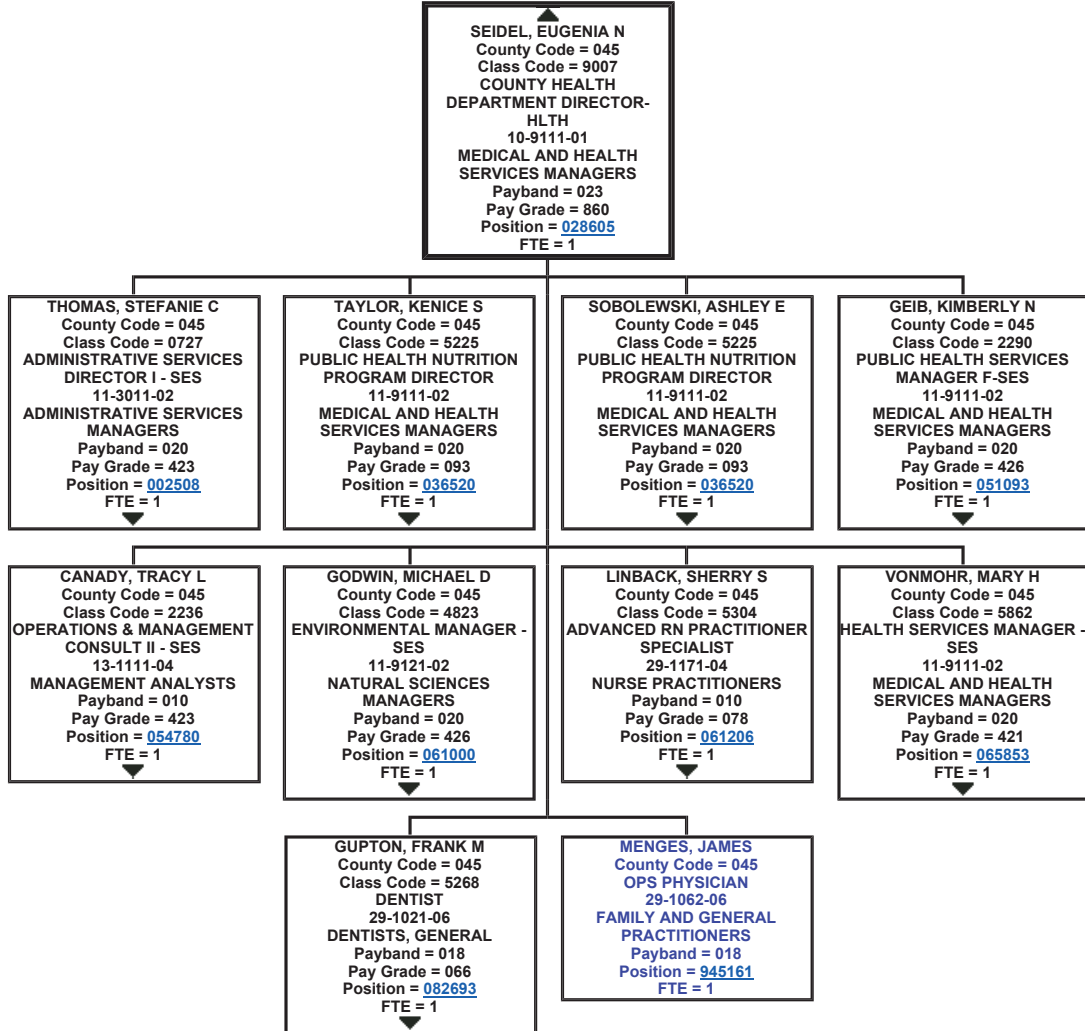 SEIDEL, EUGENIA N
County Code = 045
Class Code = 9007
COUNTY HEALTH
DEPARTMENT DIRECTOR-
HLTH
10-9111-01
MEDICAL AND HEALTH
SERVICES MANAGERS
Payband = 023
Pay Grade = 860
Position = 028605
FTE = 1
THOMAS, STEFANIE C
County Code = 045
Class Code = 0727
ADMINISTRATIVE SERVICES
DIRECTOR I - SES
11-3011-02
ADMINISTRATIVE SERVICES
MANAGERS
Payband = 020
Pay Grade = 423
Position = 002508
FTE = 1
TAYLOR, KENICE S
County Code = 045
Class Code = 5225
PUBLIC HEALTH NUTRITION
PROGRAM DIRECTOR
11-9111-02
MEDICAL AND HEALTH
SERVICES MANAGERS
Payband = 020
Pay Grade = 093
Position = 036520
FTE = 1
SOBOLEWSKI, ASHLEY E
County Code = 045
Class Code = 5225
PUBLIC HEALTH NUTRITION
PROGRAM DIRECTOR
11-9111-02
MEDICAL AND HEALTH
SERVICES MANAGERS
Payband = 020
Pay Grade = 093
Position = 036520
FTE = 1
GEIB, KIMBERLY N
County Code = 045
Class Code = 2290
PUBLIC HEALTH SERVICES
MANAGER F-SES
11-9111-02
MEDICAL AND HEALTH
SERVICES MANAGERS
Payband = 020
Pay Grade = 426
Position = 051093
FTE = 1
CANADY, TRACY L
County Code = 045
Class Code = 2236
OPERATIONS & MANAGEMENT
CONSULT II - SES
13-1111-04
MANAGEMENT ANALYSTS
Payband = 010
Pay Grade = 423
Position = 054780
FTE = 1
GODWIN, MICHAEL D
County Code = 045
Class Code = 4823
ENVIRONMENTAL MANAGER -
SES
11-9121-02
NATURAL SCIENCES
MANAGERS
Payband = 020
Pay Grade = 426
Position = 061000
FTE = 1
LINBACK, SHERRY S
County Code = 045
Class Code = 5304
ADVANCED RN PRACTITIONER
SPECIALIST
29-1171-04
NURSE PRACTITIONERS
Payband = 010
Pay Grade = 078
Position = 061206
FTE = 1
VONMOHR, MARY H
County Code = 045
Class Code = 5862
HEALTH SERVICES MANAGER -
SES
11-9111-02
MEDICAL AND HEALTH
SERVICES MANAGERS
Payband = 020
Pay Grade = 421
Position = 065853
FTE = 1
GUPTON, FRANK M
County Code = 045
Class Code = 5268
DENTIST
29-1021-06
DENTISTS, GENERAL
Payband = 018
Pay Grade = 066
Position = 082693
FTE = 1
MENGES, JAMES
County Code = 045
OPS PHYSICIAN
29-1062-06
FAMILY AND GENERAL
PRACTITIONERS
Payband = 018
Position = 945161
FTE = 1